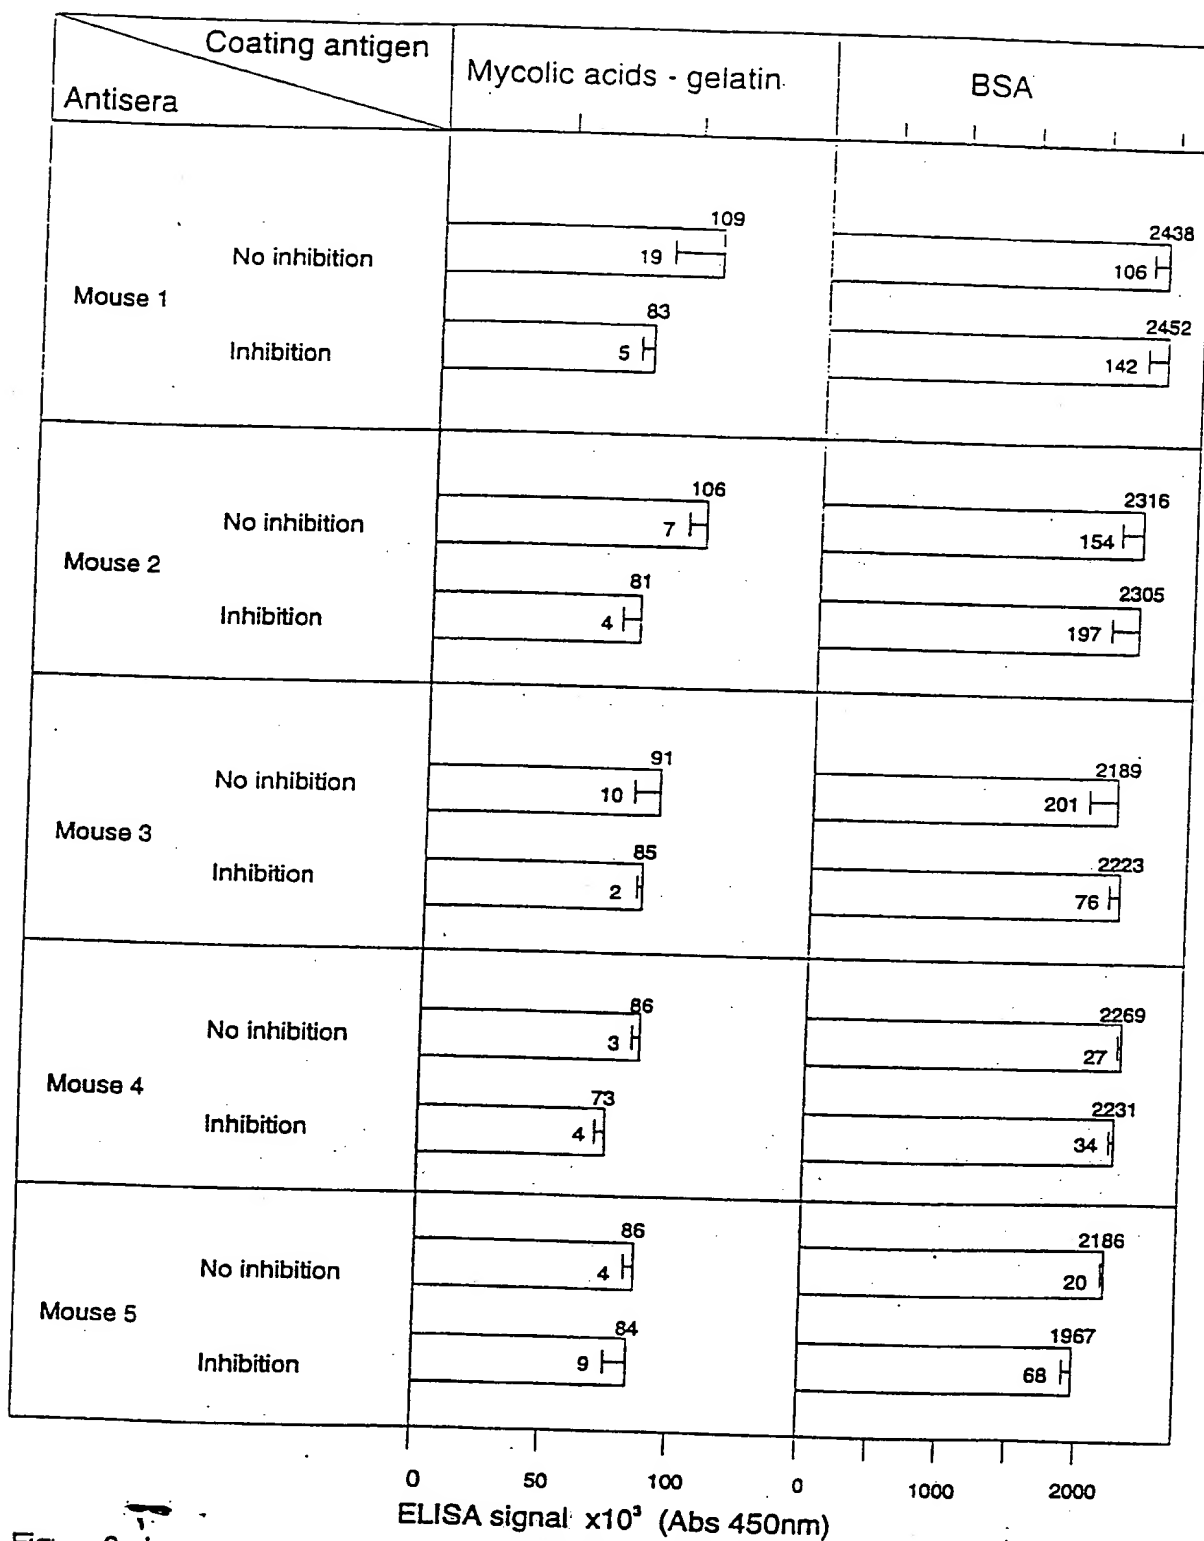 Coating antigen
Antisera
Mycolic acids - gelatin
BSA
Mouse 1
No inhibition
19
109
106
2438
Inhibition
5
83
142
2452
Mouse 2
No inhibition
7
106
154
2316
Inhibition
4
81
197
2305
Mouse 3
No inhibition
10
91
201
2189
Inhibition
2
85
76
2223
Mouse 4
No inhibition
3
86
27
2269
Inhibition
4
73
34
2231
Mouse 5
No inhibition
4
86
20
2186
Inhibition
9
84
68
1967
0 50 100 0 1000 2000
ELISA signal x10³ (Abs 450nm)